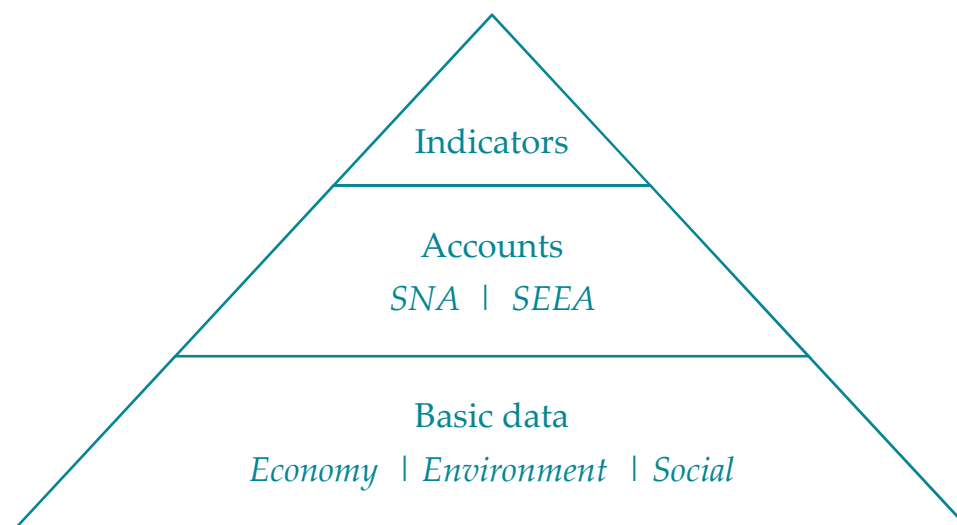 Indicators
Accounts
SNA | SEEA
Basic data
Economy | Environment | Social